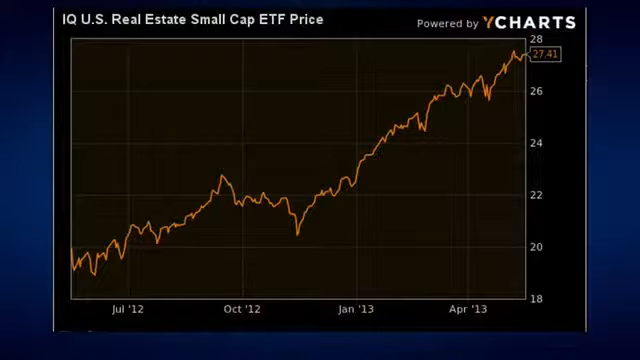 IQ U.S. Real Estate Small Cap ETF Price
Powered by YCHARTS
28
27.41
26
24
22
20
18
Jul '12 Oct '12 Jan '13 Apr '13